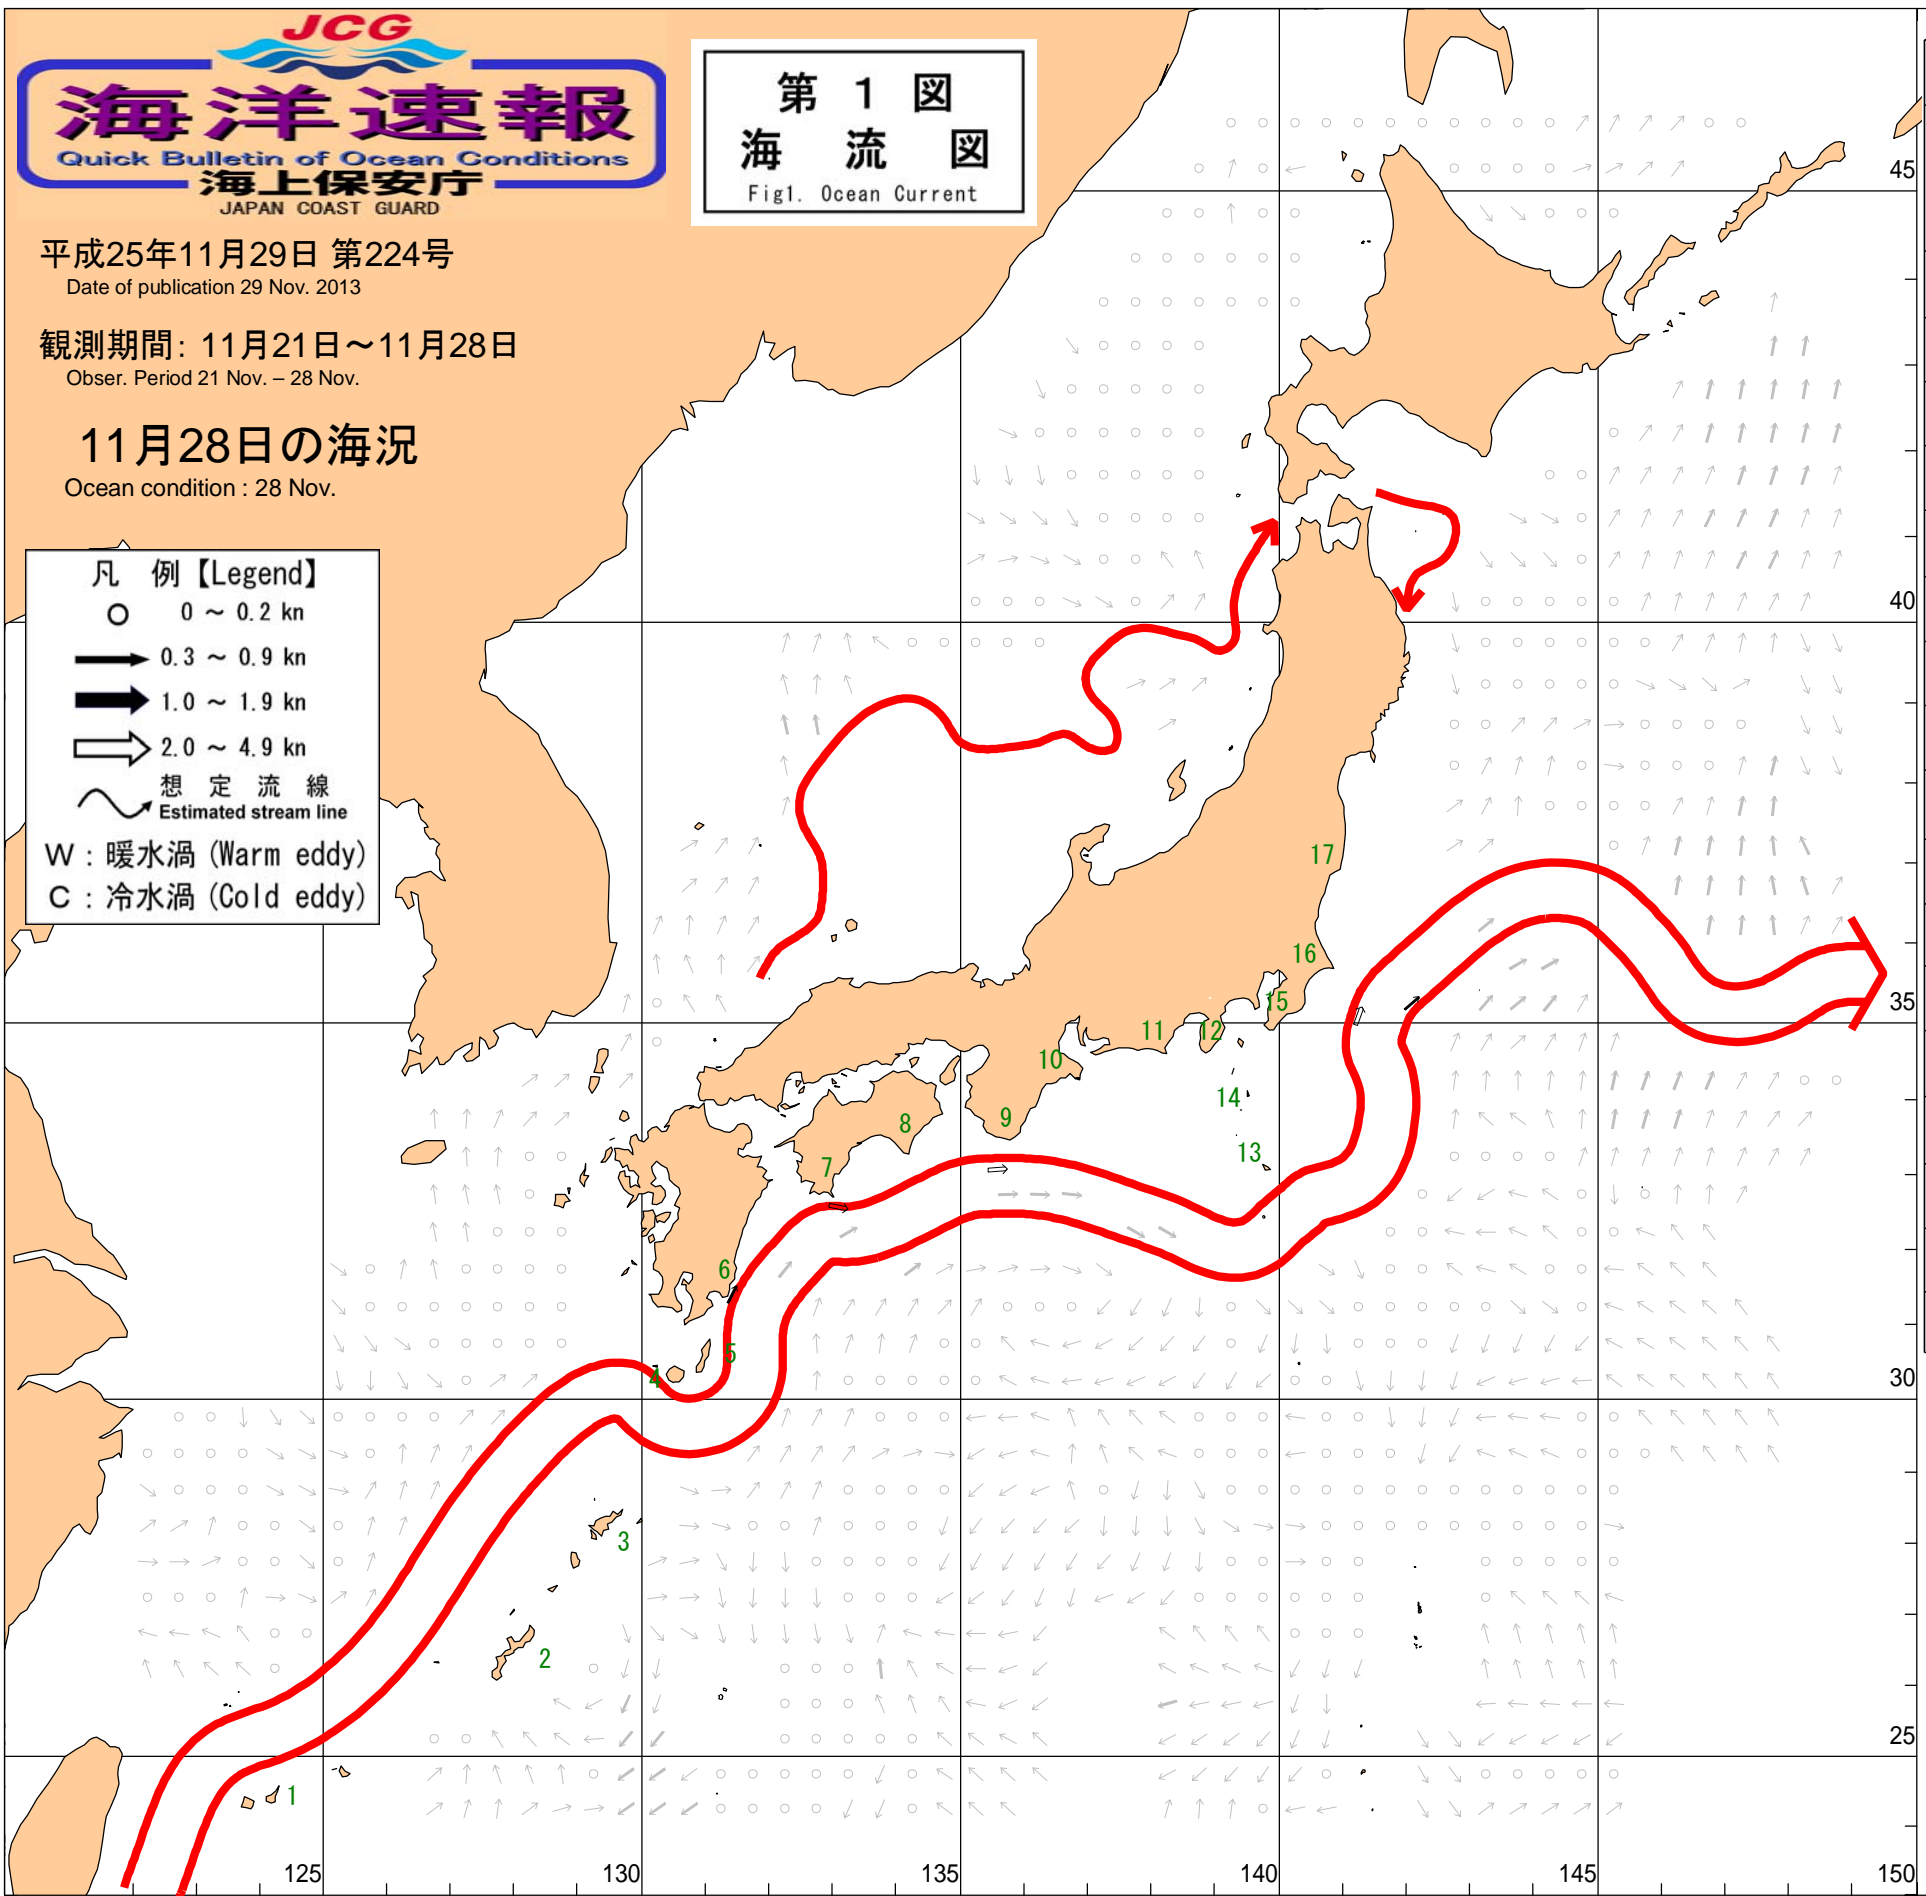 JCG
海洋速報
Quick Bulletin of Ocean Conditions
海上保安庁
JAPAN COAST GUARD
第 1 図
海 流 図
Fig1. Ocean Current
平成25年11月29日 第224号
Date of publication 29 Nov. 2013
観測期間: 11月21日～11月28日
Obser. Period 21 Nov. – 28 Nov.
11月28日の海況
Ocean condition : 28 Nov.
凡 例【Legend】
0 ～ 0.2 kn
0.3 ～ 0.9 kn
1.0 ～ 1.9 kn
2.0 ～ 4.9 kn
想 定 流 線
Estimated stream line
W : 暖水渦 (Warm eddy)
C : 冷水渦 (Cold eddy)
45
40
35
30
25
17
16
15
12
11
10
14
13
9
8
7
6
5
4
3
2
1
125
130
135
140
145
150